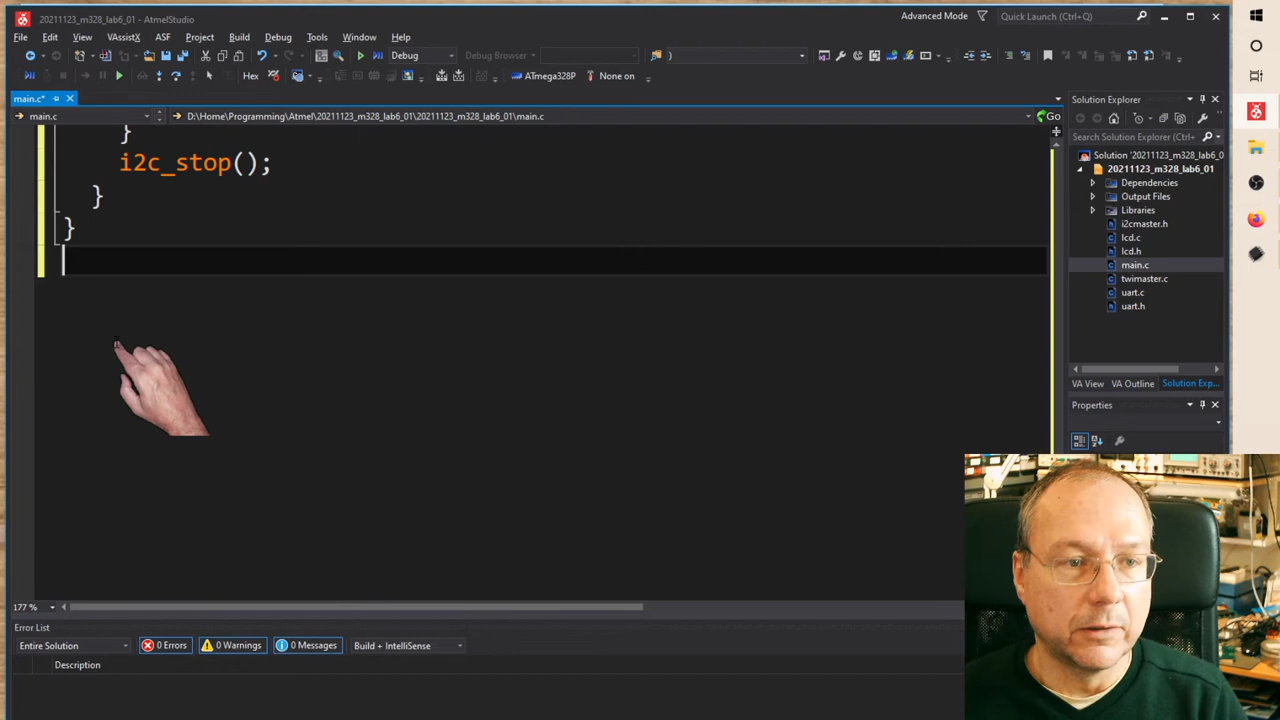 20211123_m328_lab6_01 - AtmelStudio
Advanced Mode
Quick Launch (Ctrl+Q)
File Edit View VAssistX ASF Project Build Debug Tools Window Help
Debug
Debug Browser
)
Hex
ATmega328P
None on
main.c*
main.c
D:\Home\Programming\Atmel\20211123_m328_lab6_01\20211123_m328_lab6_01\main.c
Go
}
i2c_stop();
}
}
Solution Explorer
Search Solution Explorer (Ctrl+
Solution '20211123_m328_lab6_0
20211123_m328_lab6_01
Dependencies
Output Files
Libraries
i2cmaster.h
lcd.c
lcd.h
main.c
twimaster.c
uart.c
uart.h
VA View VA Outline Solution Exp...
Properties
177 %
Error List
Entire Solution
0 Errors
0 Warnings
0 Messages
Build + IntelliSense
Description